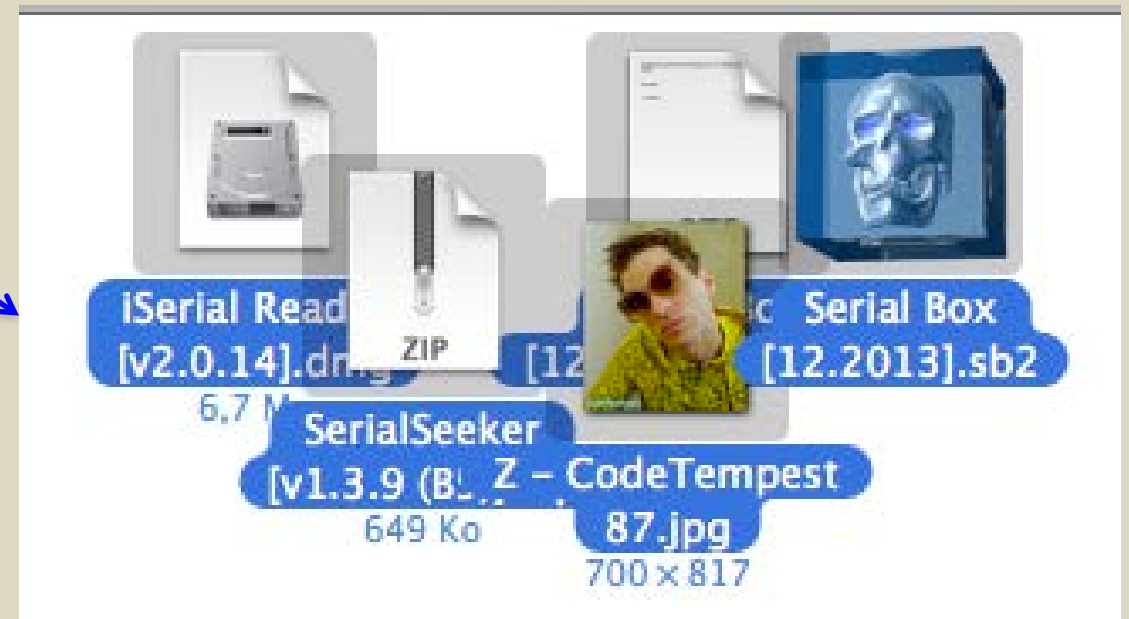 iSerial Read
[v2.0.14].dmg
6,7 M
ZIP
SerialSeeker
[v1.3.9 (B
649 Ko
[12
Serial Box
[12.2013].sb2
Z – CodeTempest
87.jpg
700 × 817